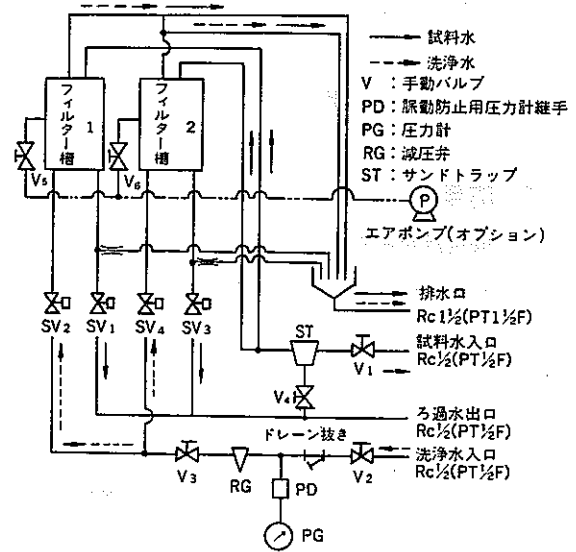 試料水
洗浄水
V : 手動バルブ
PD : 誤動防止用圧力計継手
PG : 圧力計
RG : 減圧弁
ST : サンドトラップ
フィルター槽 1
フィルター槽 2
V5
V6
P
エアポンプ(オプション)
排水口
Rc1½(PT1½F)
SV2
SV1
SV4
SV3
ST
V1
試料水入口
Rc½(PT½F)
V4
ろ過水出口
Rc½(PT½F)
ドレーン抜き
洗浄水入口
Rc½(PT½F)
V3
RG
PD
V2
PG